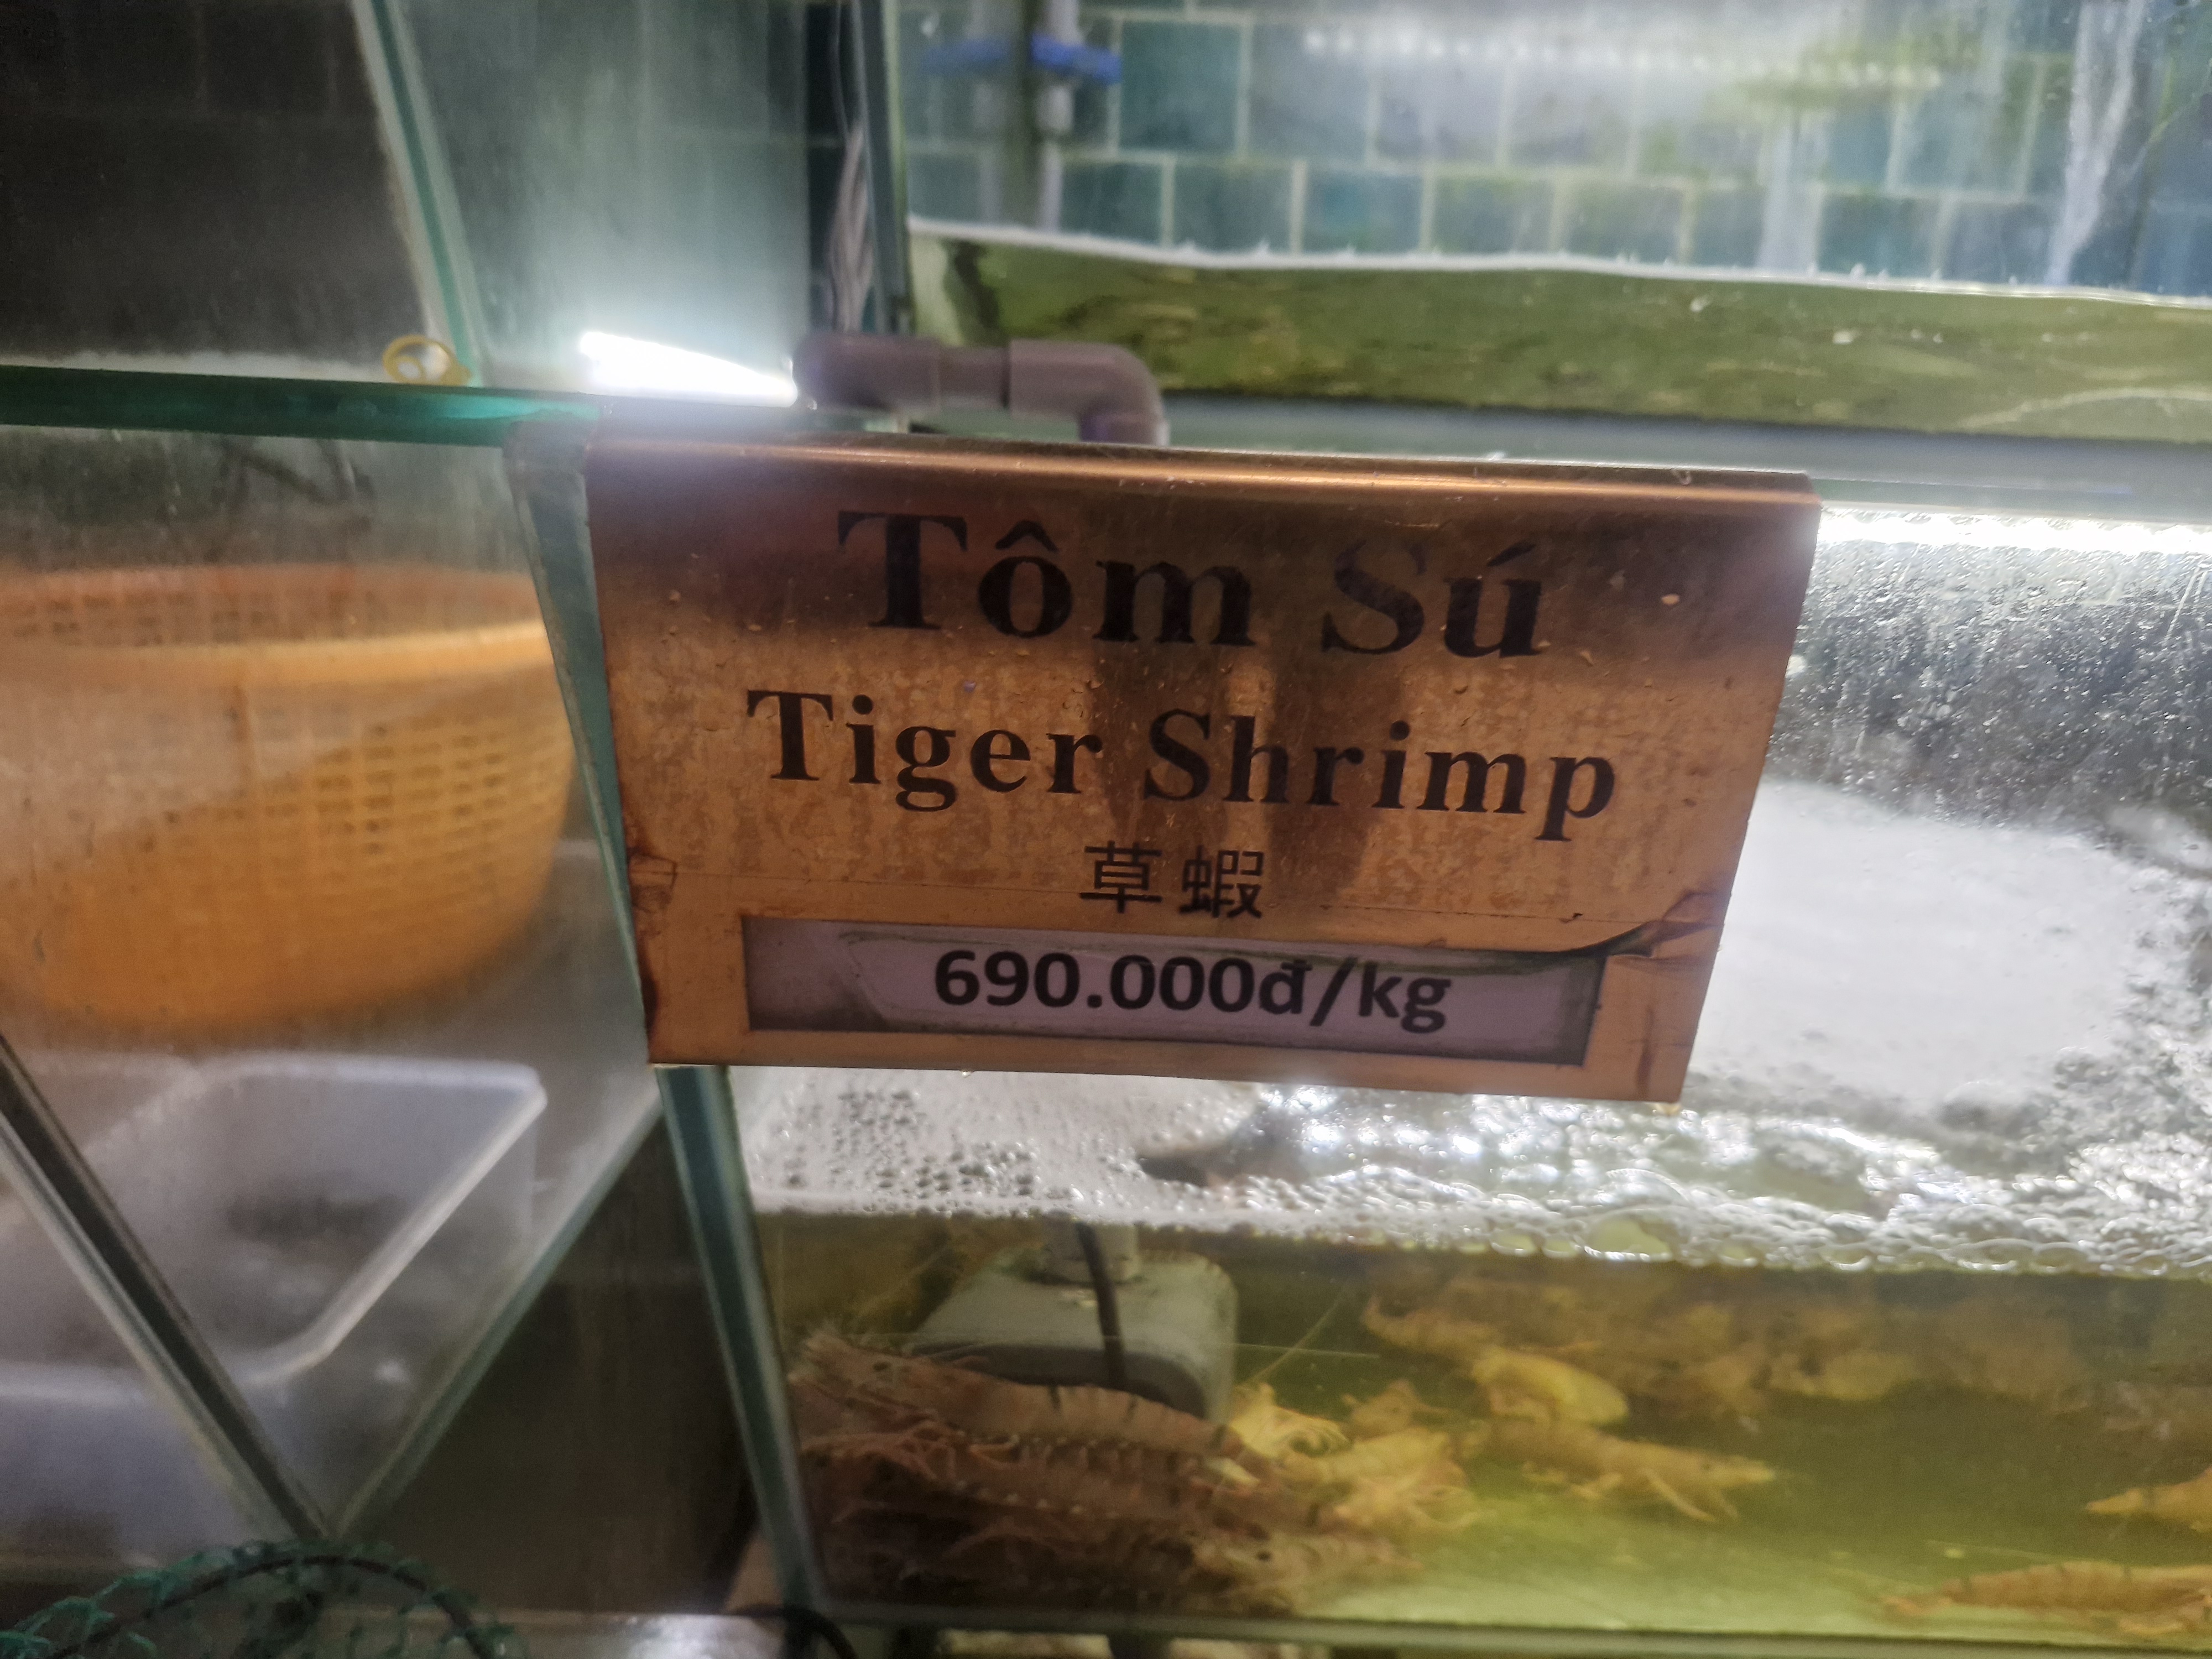 Tôm Sú
Tiger Shrimp
草蝦
690.000đ/kg